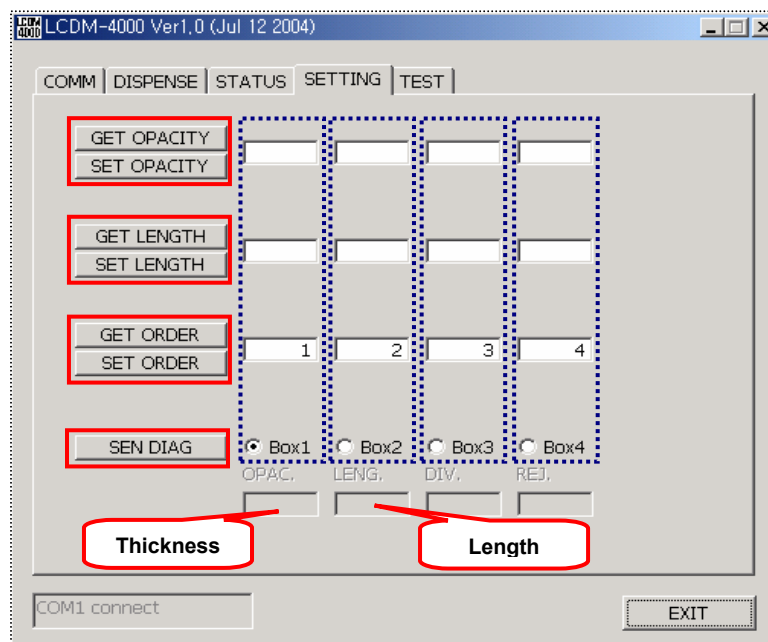 LCDM 4000 LCDM-4000 Ver1.0 (Jul 12 2004)
COMM DISPENSE STATUS SETTING TEST
GET OPACITY
SET OPACITY
GET LENGTH
SET LENGTH
GET ORDER
1 2 3 4
SET ORDER
SEN DIAG Box1 Box2 Box3 Box4
OPAC. LENG. DIV. REJ.
Thickness Length
COM1 connect
EXIT